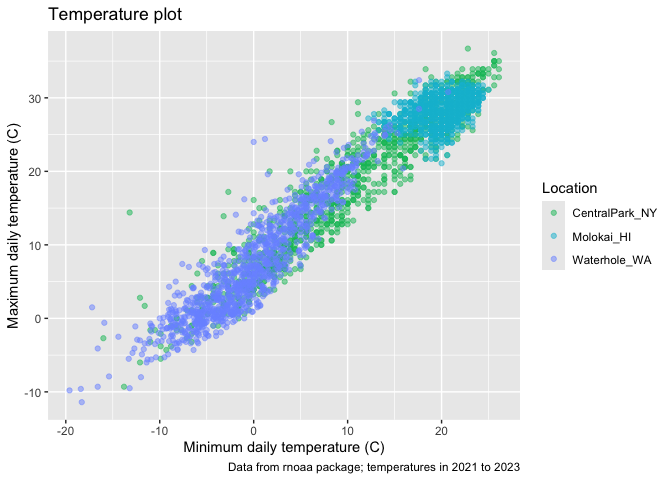 Temperature plot
Maximum daily temperature (C)
30
20
10
0
-10
-20
-10
0
10
20
Minimum daily temperature (C)
Location
CentralPark_NY
Molokai_HI
Waterhole_WA
Data from rnoaa package; temperatures in 2021 to 2023